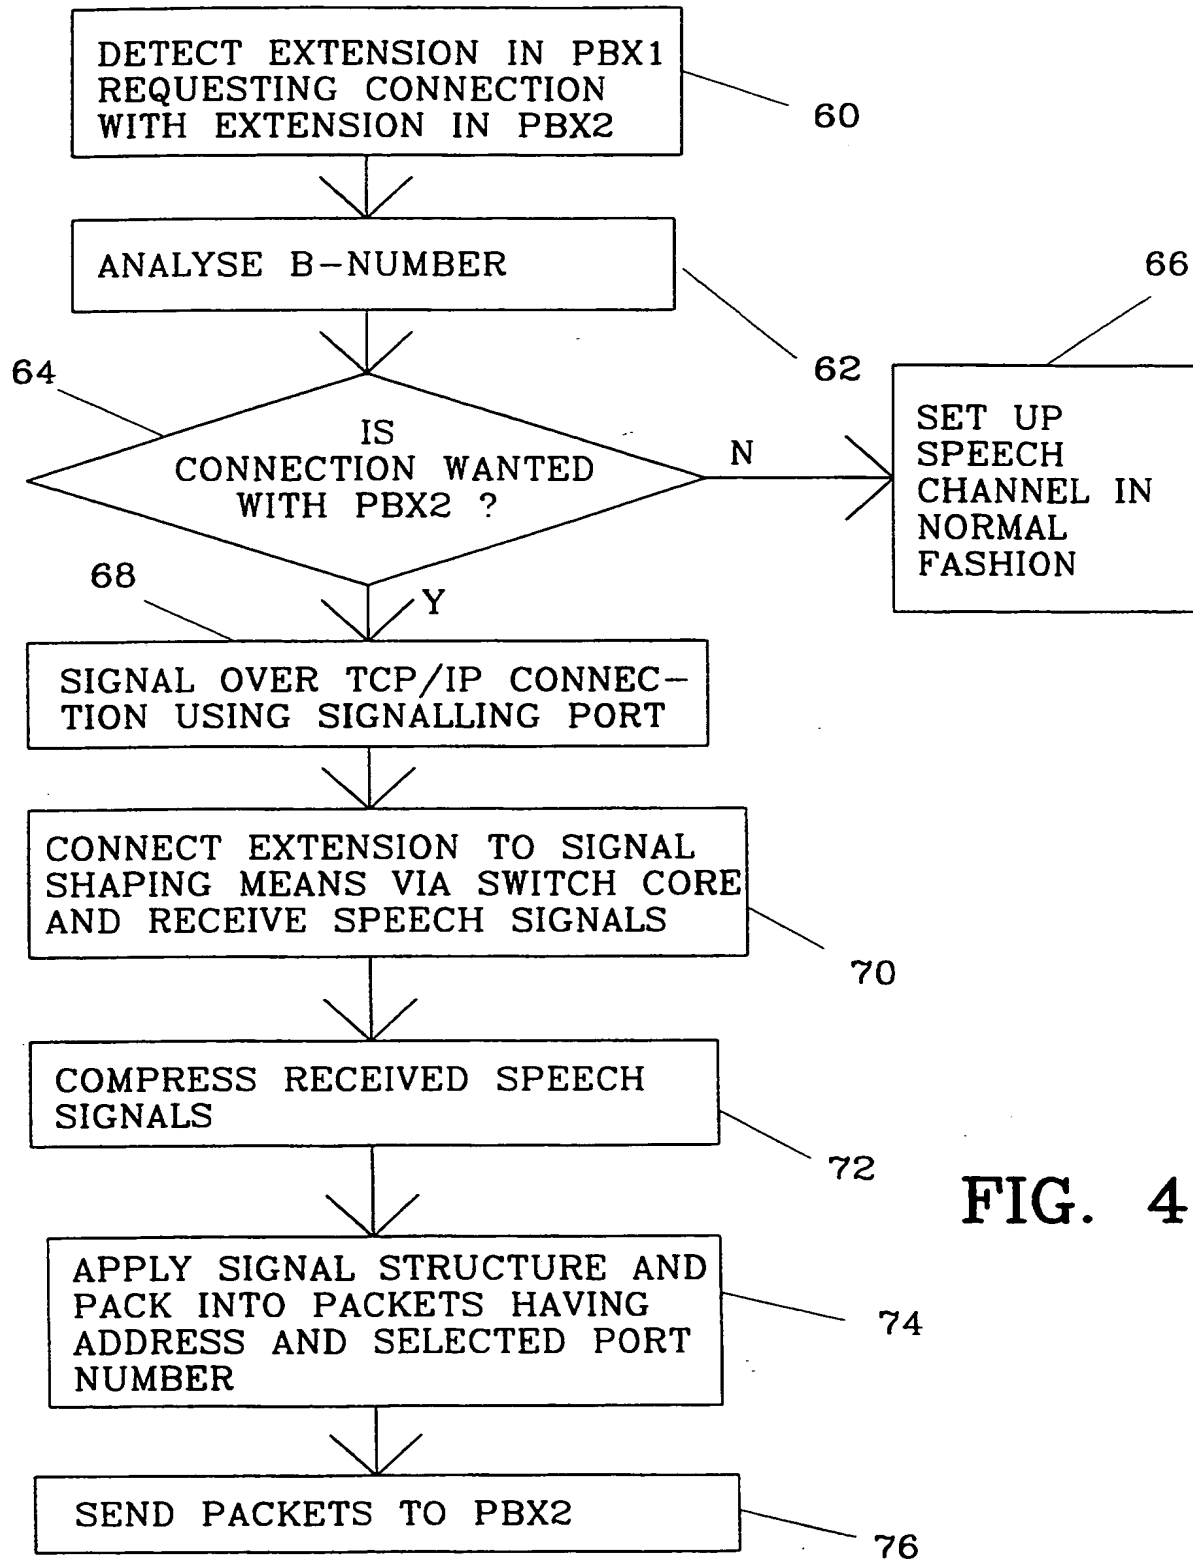 DETECT EXTENSION IN PBX1
REQUESTING CONNECTION
WITH EXTENSION IN PBX2
60
ANALYSE B-NUMBER
62
66
64
IS
CONNECTION WANTED
WITH PBX2 ?
N
SET UP
SPEECH
CHANNEL IN
NORMAL
FASHION
68
Y
SIGNAL OVER TCP/IP CONNEC-
TION USING SIGNALLING PORT
CONNECT EXTENSION TO SIGNAL
SHAPING MEANS VIA SWITCH CORE
AND RECEIVE SPEECH SIGNALS
70
COMPRESS RECEIVED SPEECH
SIGNALS
72
FIG. 4
APPLY SIGNAL STRUCTURE AND
PACK INTO PACKETS HAVING
ADDRESS AND SELECTED PORT
NUMBER
74
SEND PACKETS TO PBX2
76